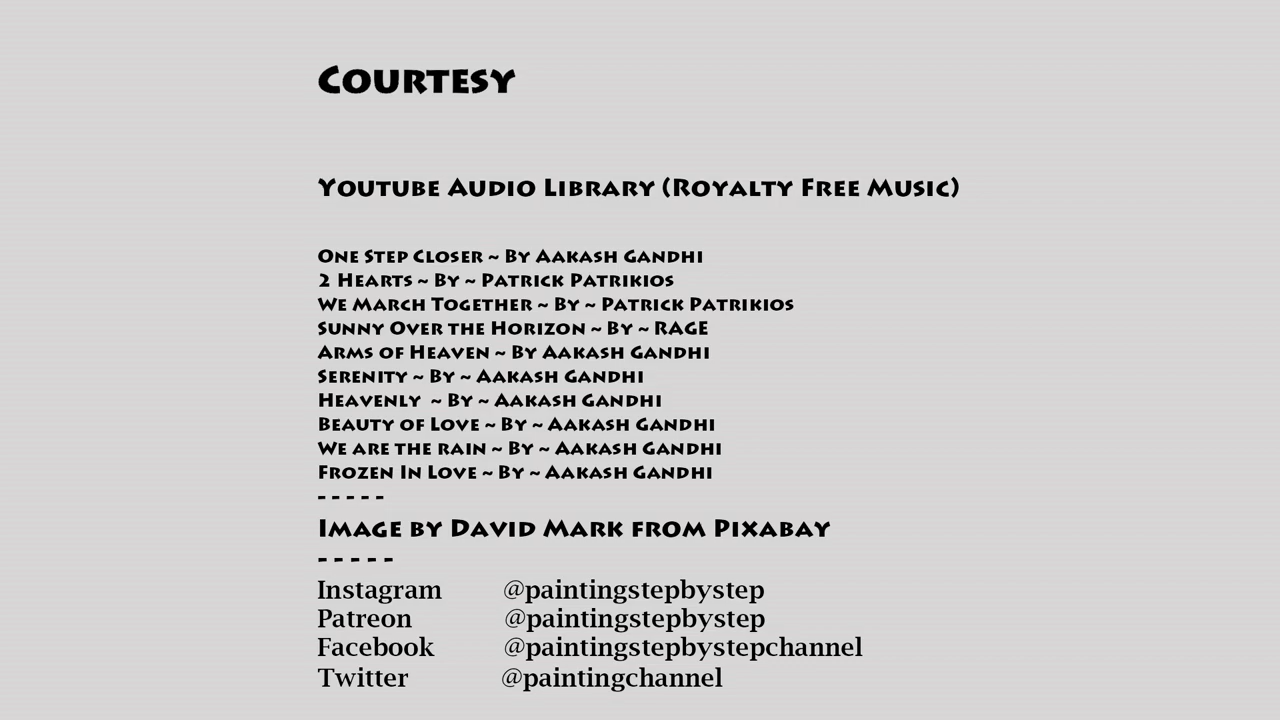 Courtesy
Youtube Audio Library (Royalty Free Music)
One Step Closer ~ By Aakash Gandhi
2 Hearts ~ By ~ Patrick Patrikios
We March Together ~ By ~ Patrick Patrikios
Sunny Over the Horizon ~ By ~ RAGE
Arms of Heaven ~ By Aakash Gandhi
Serenity ~ By ~ Aakash Gandhi
Heavenly ~ By ~ Aakash Gandhi
Beauty of Love ~ By ~ Aakash Gandhi
We are the rain ~ By ~ Aakash Gandhi
Frozen In Love ~ By ~ Aakash Gandhi
- - - - -
Image by David Mark from Pixabay
- - - - -
Instagram @paintingstepbystep
Patreon @paintingstepbystep
Facebook @paintingstepbystepchannel
Twitter @paintingchannel